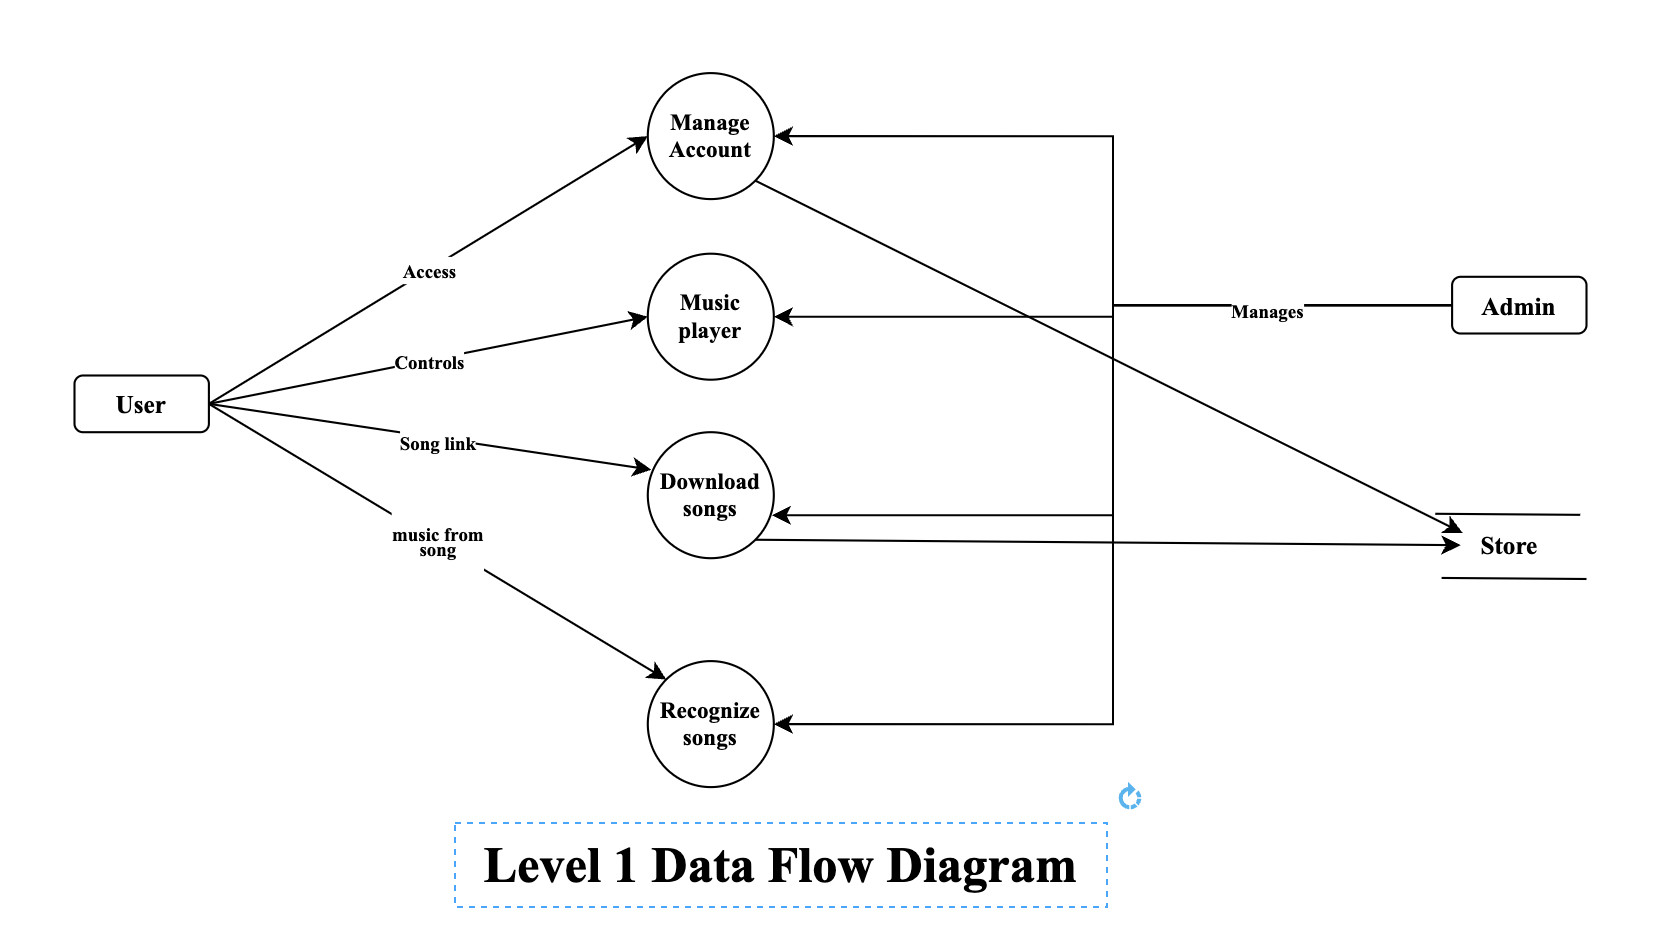 Manage
Account
Access
Music
player
Manages
Admin
Controls
User
Song link
Download
songs
music from
song
Store
Recognize
songs
Level 1 Data Flow Diagram